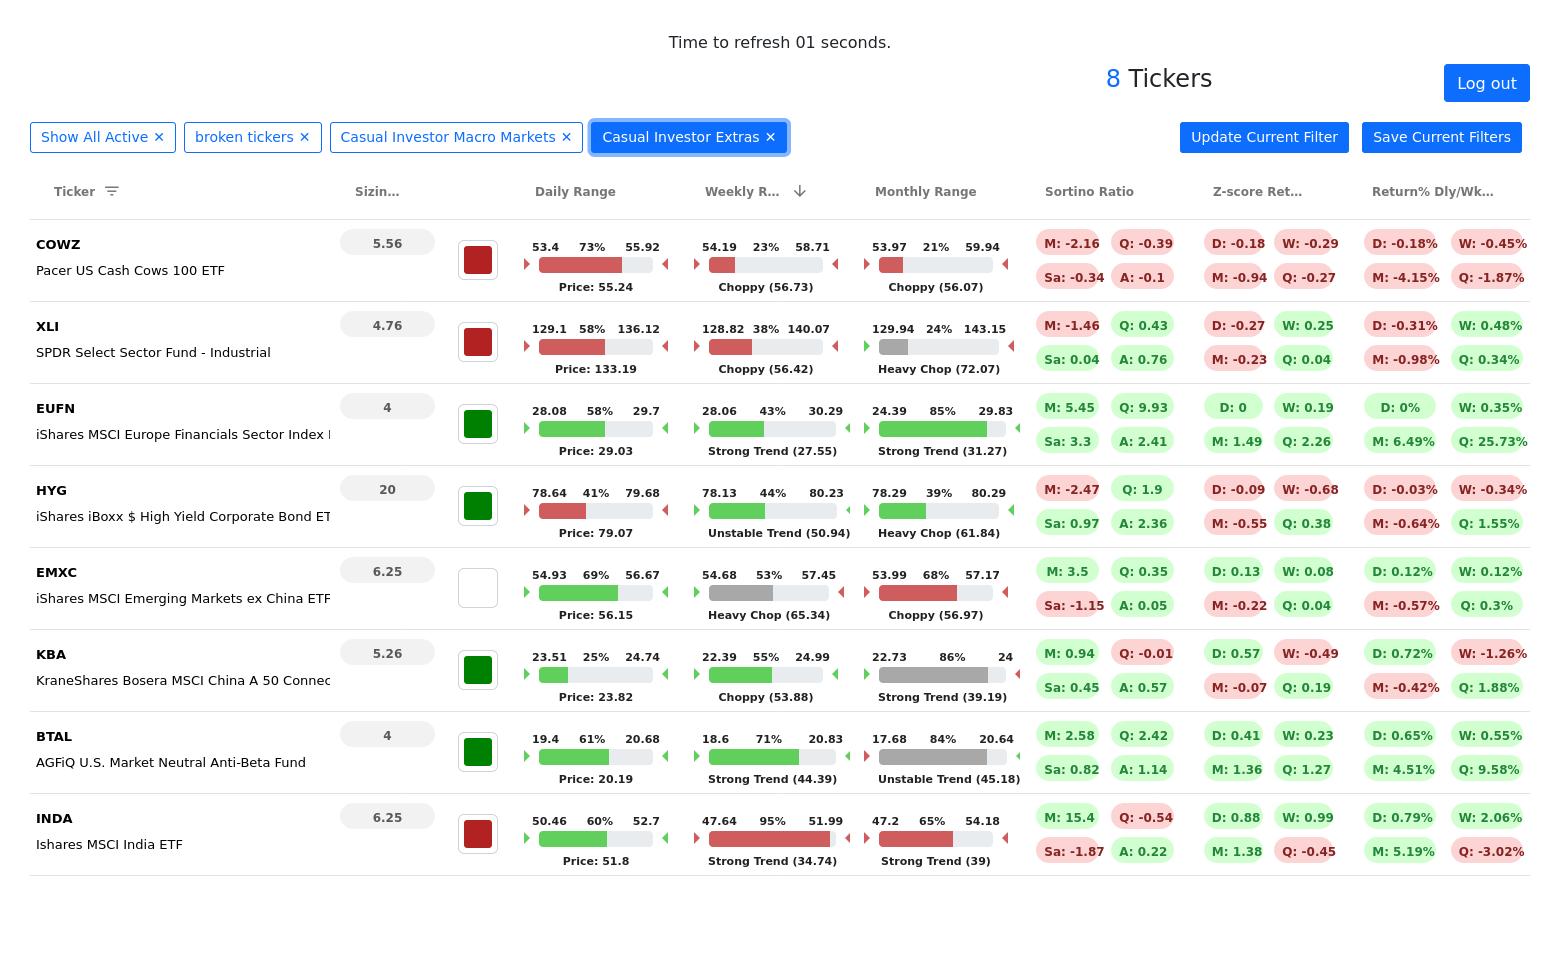 Time to refresh 01 seconds.
8 Tickers
Log out
Show All Active ✕ broken tickers ✕ Casual Investor Macro Markets ✕ Casual Investor Extras ✕ Update Current Filter Save Current Filters
Ticker Sizin... Daily Range Weekly R... Monthly Range Sortino Ratio Z-score Ret... Return% Dly/Wk...
COWZ 5.56 53.4 73% 55.92 54.19 23% 58.71 53.97 21% 59.94 M: -2.16 Q: -0.39 D: -0.18 W: -0.29 D: -0.18% W: -0.45%
Pacer US Cash Cows 100 ETF Price: 55.24 Choppy (56.73) Choppy (56.07) Sa: -0.34 A: -0.1 M: -0.94 Q: -0.27 M: -4.15% Q: -1.87%
XLI 4.76 129.1 58% 136.12 128.82 38% 140.07 129.94 24% 143.15 M: -1.46 Q: 0.43 D: -0.27 W: 0.25 D: -0.31% W: 0.48%
SPDR Select Sector Fund - Industrial Price: 133.19 Choppy (56.42) Heavy Chop (72.07) Sa: 0.04 A: 0.76 M: -0.23 Q: 0.04 M: -0.98% Q: 0.34%
EUFN 4 28.08 58% 29.7 28.06 43% 30.29 24.39 85% 29.83 M: 5.45 Q: 9.93 D: 0 W: 0.19 D: 0% W: 0.35%
iShares MSCI Europe Financials Sector Index Price: 29.03 Strong Trend (27.55) Strong Trend (31.27) Sa: 3.3 A: 2.41 M: 1.49 Q: 2.26 M: 6.49% Q: 25.73%
HYG 20 78.64 41% 79.68 78.13 44% 80.23 78.29 39% 80.29 M: -2.47 Q: 1.9 D: -0.09 W: -0.68 D: -0.03% W: -0.34%
iShares iBoxx $ High Yield Corporate Bond ET Price: 79.07 Unstable Trend (50.94) Heavy Chop (61.84) Sa: 0.97 A: 2.36 M: -0.55 Q: 0.38 M: -0.64% Q: 1.55%
EMXC 6.25 54.93 69% 56.67 54.68 53% 57.45 53.99 68% 57.17 M: 3.5 Q: 0.35 D: 0.13 W: 0.08 D: 0.12% W: 0.12%
iShares MSCI Emerging Markets ex China ETF Price: 56.15 Heavy Chop (65.34) Choppy (56.97) Sa: -1.15 A: 0.05 M: -0.22 Q: 0.04 M: -0.57% Q: 0.3%
KBA 5.26 23.51 25% 24.74 22.39 55% 24.99 22.73 86% 24 M: 0.94 Q: -0.01 D: 0.57 W: -0.49 D: 0.72% W: -1.26%
KraneShares Bosera MSCI China A 50 Connec Price: 23.82 Choppy (53.88) Strong Trend (39.19) Sa: 0.45 A: 0.57 M: -0.07 Q: 0.19 M: -0.42% Q: 1.88%
BTAL 4 19.4 61% 20.68 18.6 71% 20.83 17.68 84% 20.64 M: 2.58 Q: 2.42 D: 0.41 W: 0.23 D: 0.65% W: 0.55%
AGFiQ U.S. Market Neutral Anti-Beta Fund Price: 20.19 Strong Trend (44.39) Unstable Trend (45.18) Sa: 0.82 A: 1.14 M: 1.36 Q: 1.27 M: 4.51% Q: 9.58%
INDA 6.25 50.46 60% 52.7 47.64 95% 51.99 47.2 65% 54.18 M: 15.4 Q: -0.54 D: 0.88 W: 0.99 D: 0.79% W: 2.06%
Ishares MSCI India ETF Price: 51.8 Strong Trend (34.74) Strong Trend (39) Sa: -1.87 A: 0.22 M: 1.38 Q: -0.45 M: 5.19% Q: -3.02%